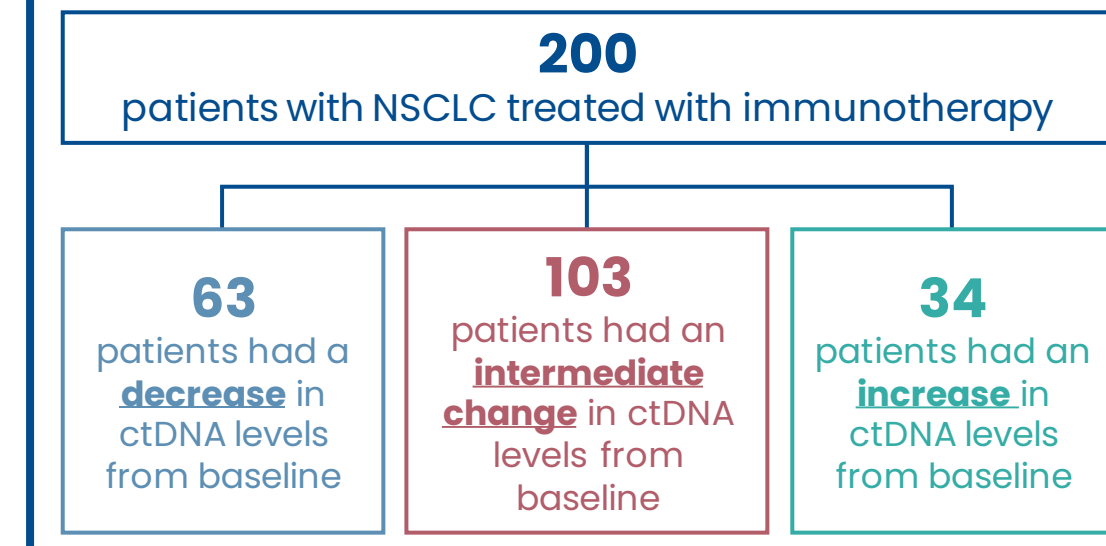 200
patients with NSCLC treated with immunotherapy
63
patients had a
decrease in
ctDNA levels
from baseline
103
patients had an
intermediate
change in ctDNA
levels from
baseline
34
patients had an
increase in
ctDNA levels
from baseline